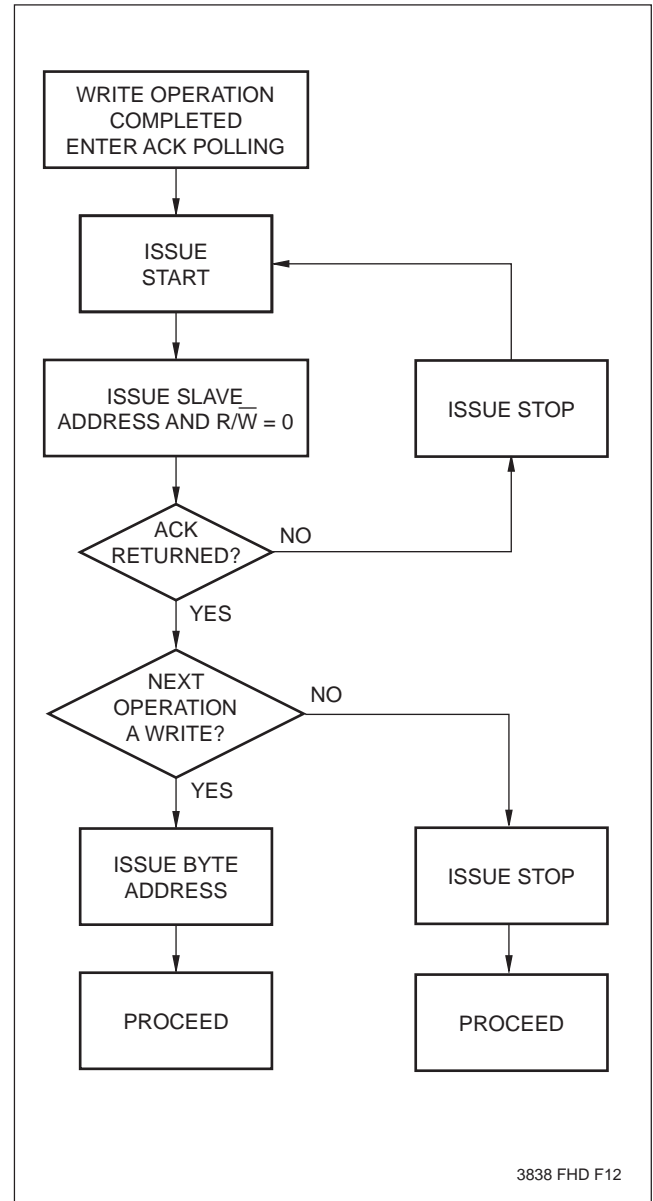 WRITE OPERATION
COMPLETED
ENTER ACK POLLING
ISSUE
START
ISSUE SLAVE
ADDRESS AND R/W̅ = 0
ISSUE STOP
ACK
RETURNED?
NO
YES
NEXT
OPERATION
A WRITE?
NO
YES
ISSUE BYTE
ADDRESS
ISSUE STOP
PROCEED
PROCEED
3838 FHD F12